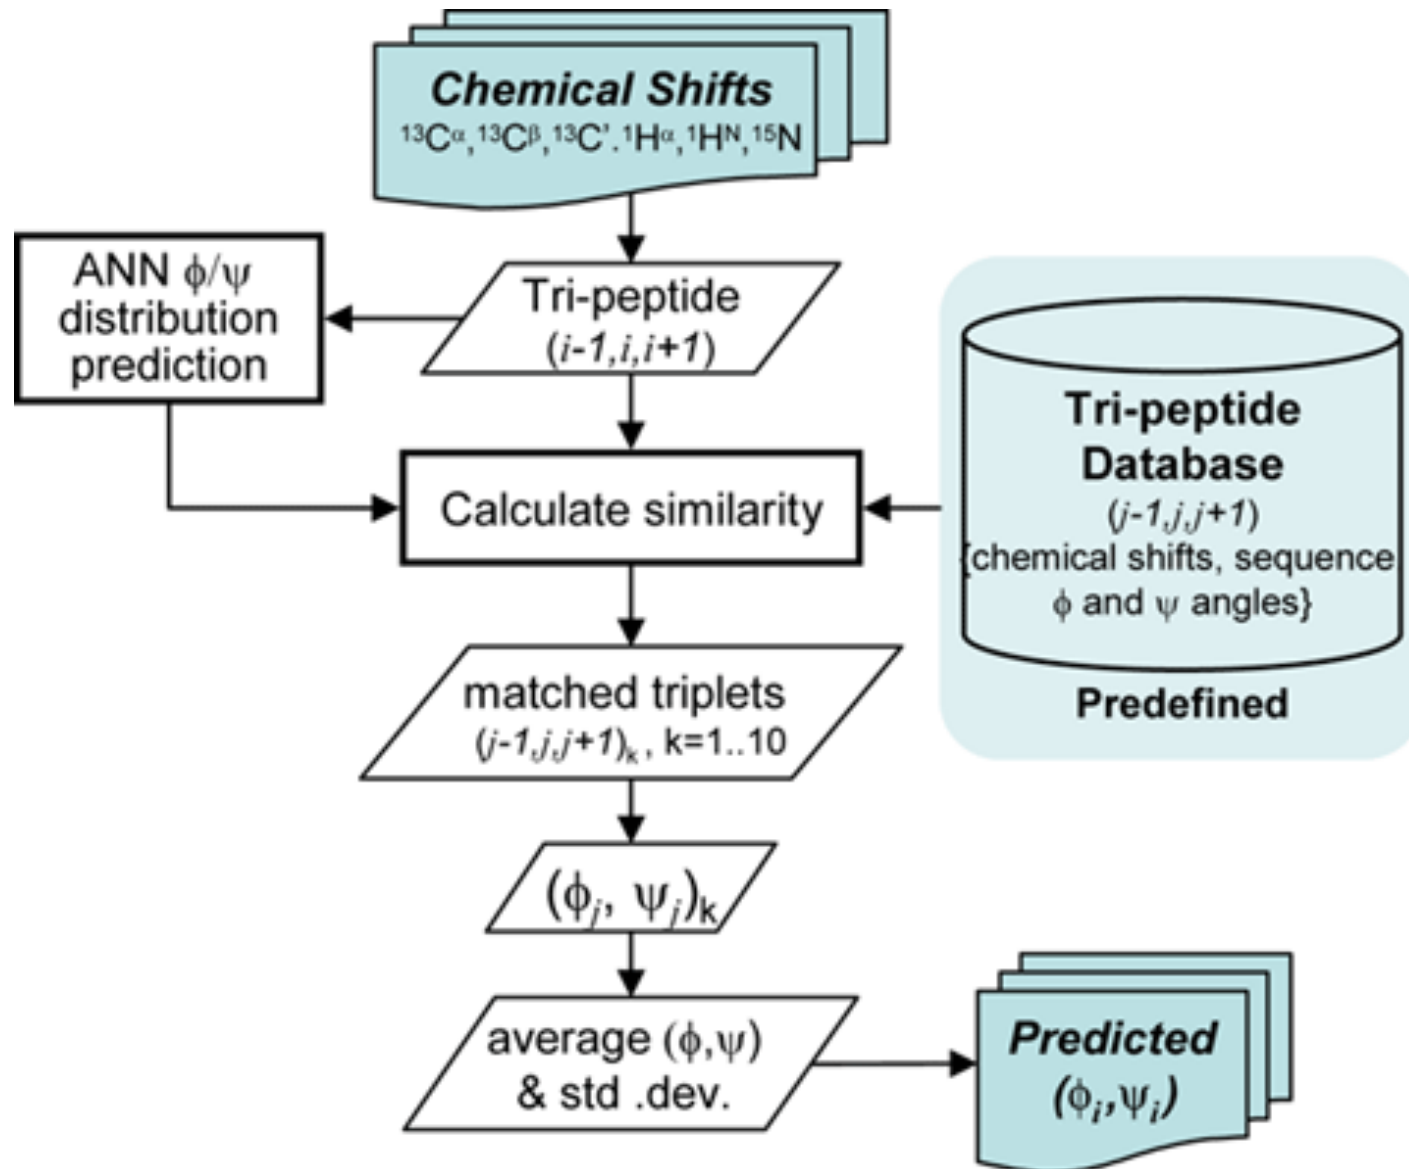 Chemical Shifts
¹³Cᵅ,¹³Cᵝ,¹³C'.¹Hᵅ,¹Hᴺ,¹⁵N
ANN ϕ/ψ
distribution
prediction
Tri-peptide
(i-1,i,i+1)
Calculate similarity
Tri-peptide
Database
(j-1,j,j+1)
{chemical shifts, sequence
ϕ and ψ angles}
Predefined
matched triplets
(j-1,j,j+1)ₖ, k=1..10
(ϕⱼ, ψⱼ)ₖ
average (ϕ,ψ)
& std .dev.
Predicted
(ϕᵢ,ψᵢ)